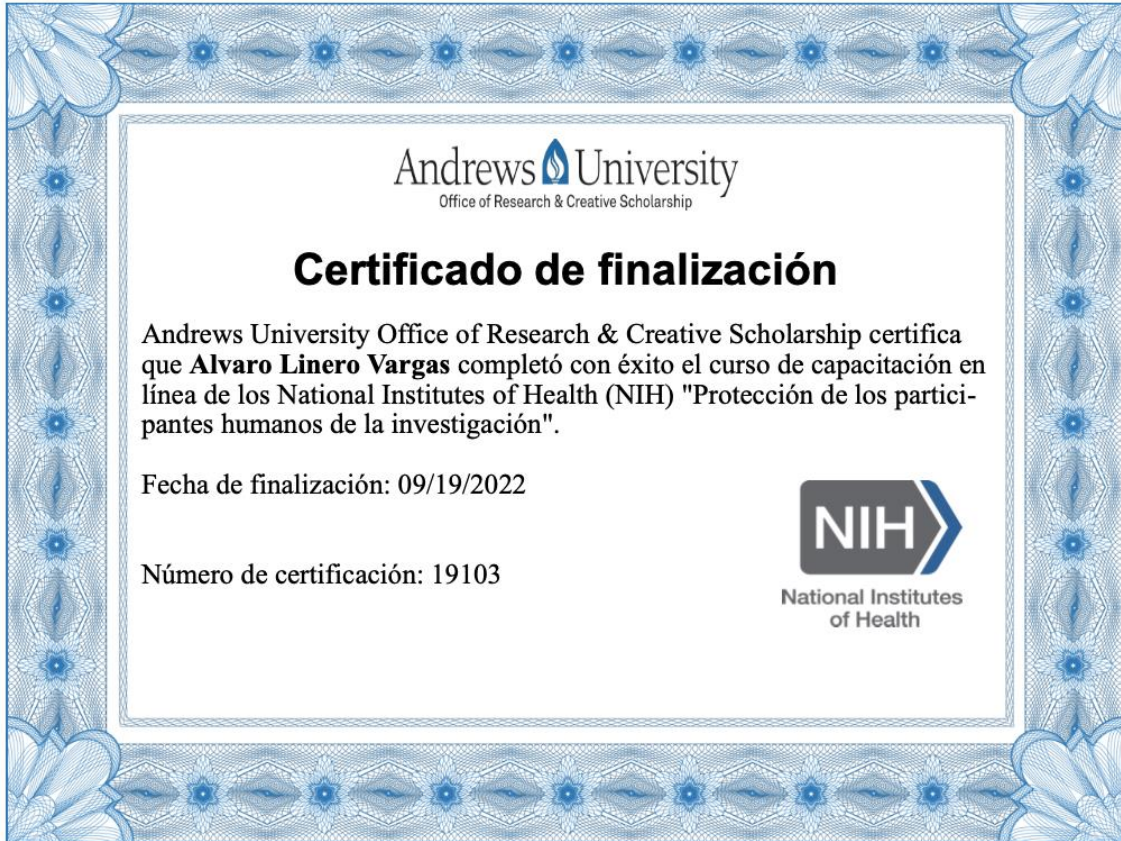 Andrews University
Office of Research & Creative Scholarship
Certificado de finalización
Andrews University Office of Research & Creative Scholarship certifica
que Alvaro Linero Vargas completó con éxito el curso de capacitación en
línea de los National Institutes of Health (NIH) "Protección de los partici-
pantes humanos de la investigación".
Fecha de finalización: 09/19/2022
Número de certificación: 19103
NIH
National Institutes
of Health